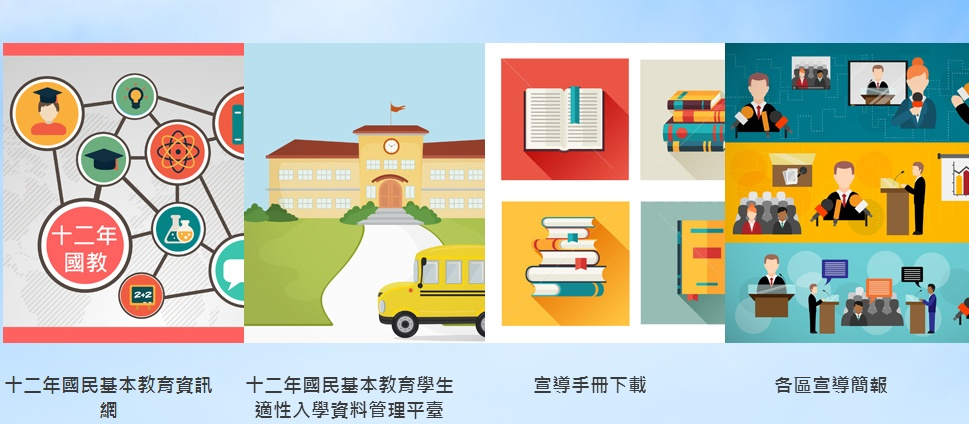 十二年
國教
2+2
十二年國民基本教育資訊
網
十二年國民基本教育學生
適性入學資料管理平臺
宣導手冊下載
各區宣導簡報